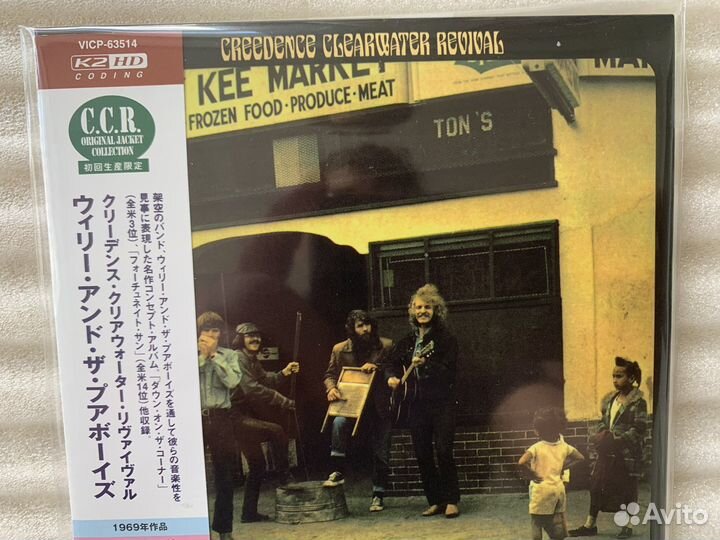 VICP-63514
K2 HD
CODING
C.C.R.
ORIGINAL JACKET
COLLECTION
初回生産限定
架空のバンド、ウィリー・アンド・ザ・プアボーイズを通して彼らの音楽性を
見事に表現した名作コンセプト・アルバム。「ダウン・オン・ザ・コーナー」
(全米3位)、「フォーチュネイト・サン」(全米14位)他収録。
クリーデンス・クリアウォーター・リヴァイヴァル
ウィリー・アンド・ザ・プアボーイズ
1969年作品
CREEDENCE CLEARWATER REVIVAL
KEE MARKET
MAR
FROZEN FOOD·PRODUCE·MEAT
TON'S
Avito